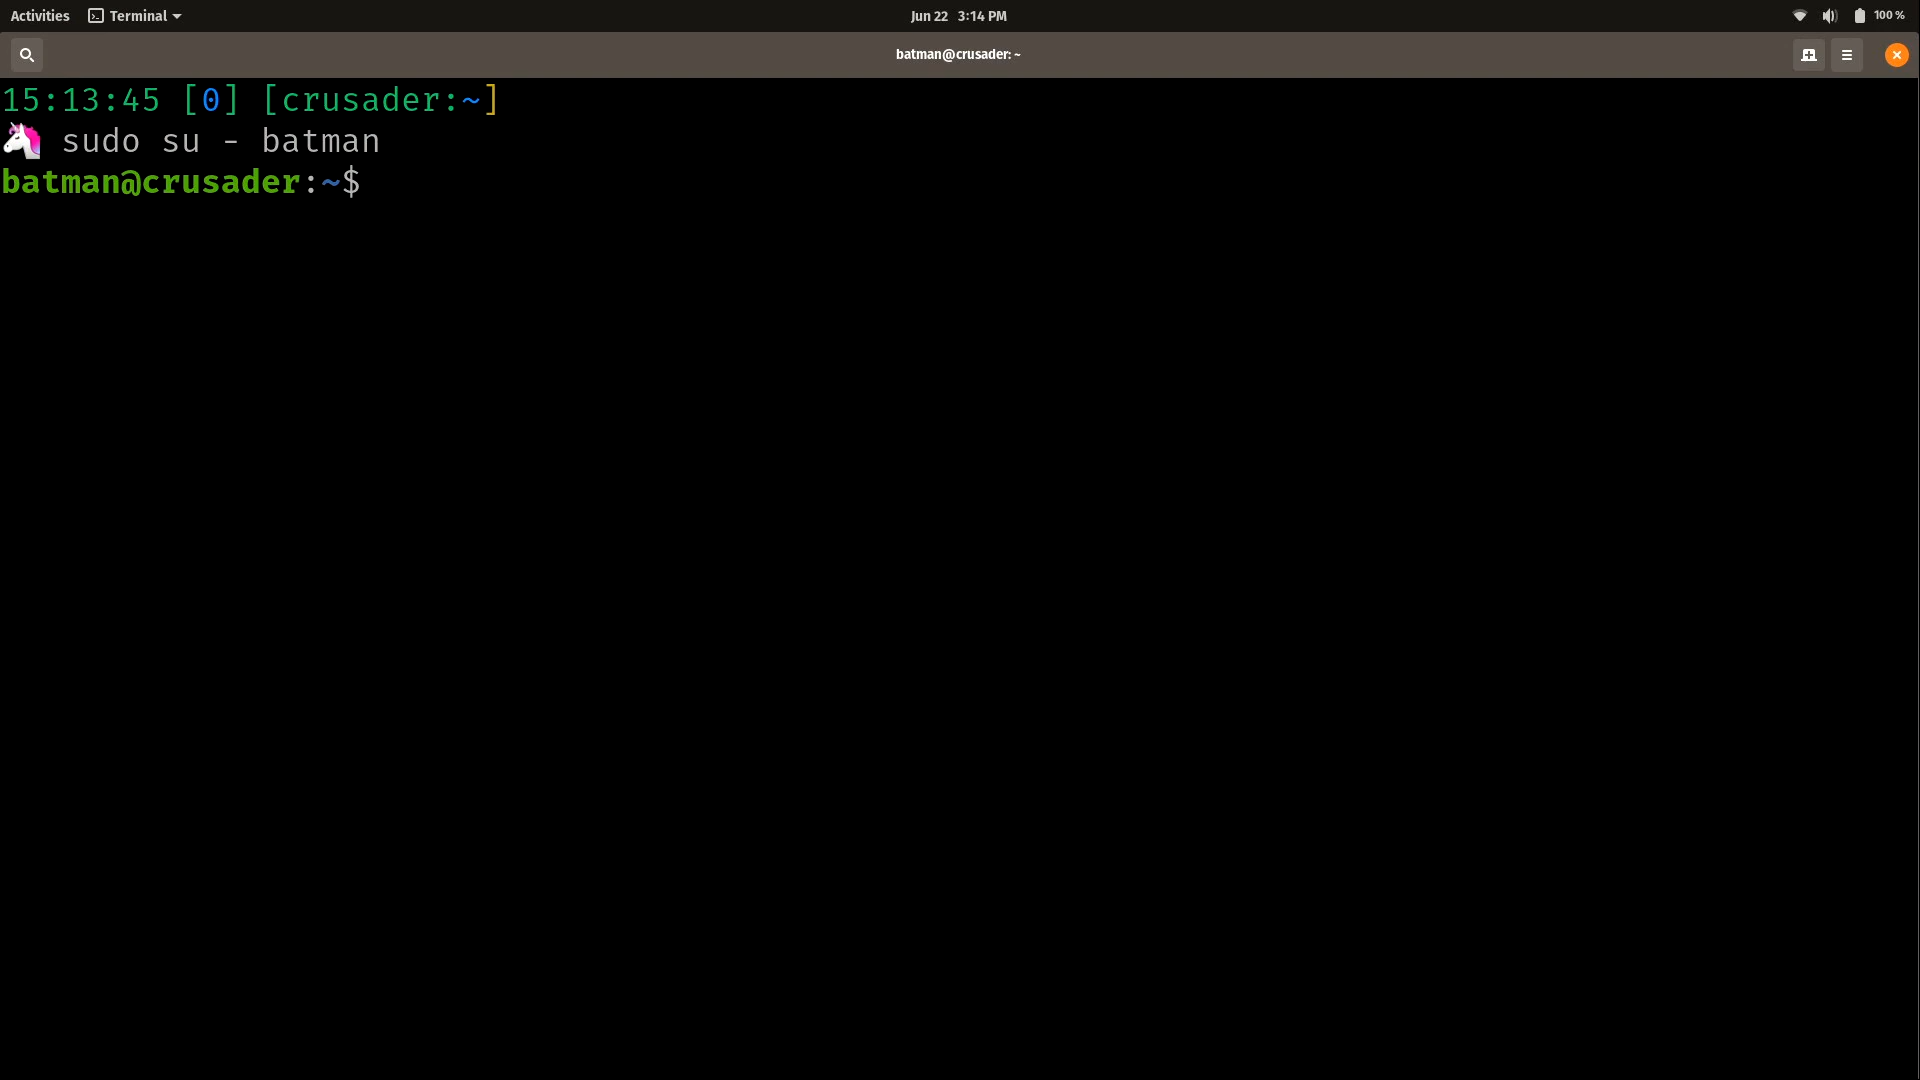 Activities Terminal Jun 22 3:14 PM 100 %
batman@crusader: ~
15:13:45 [0] [crusader:~]
🦄 sudo su - batman
batman@crusader:~$